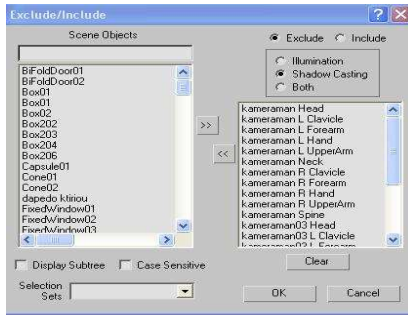 Exclude/Include
Scene Objects
Exclude Include
Illumination
Shadow Casting
Both
BiFoldDoor01
BiFoldDoor02
Box01
Box01
Box02
Box202
Box203
Box204
Box206
Capsule01
Cone01
Cone02
dapedo ktiriou
FixedWindow01
FixedWindow02
FixedWindow03
>>
<<
kameraman Head
kameraman L Clavicle
kameraman L Forearm
kameraman L Hand
kameraman L UpperArm
kameraman Neck
kameraman R Clavicle
kameraman R Forearm
kameraman R Hand
kameraman R UpperArm
kameraman Spine
kameraman03 Head
kameraman03 L Clavicle
kameraman03 L Forearm
Display Subtree Case Sensitive
Clear
Selection
Sets
OK Cancel